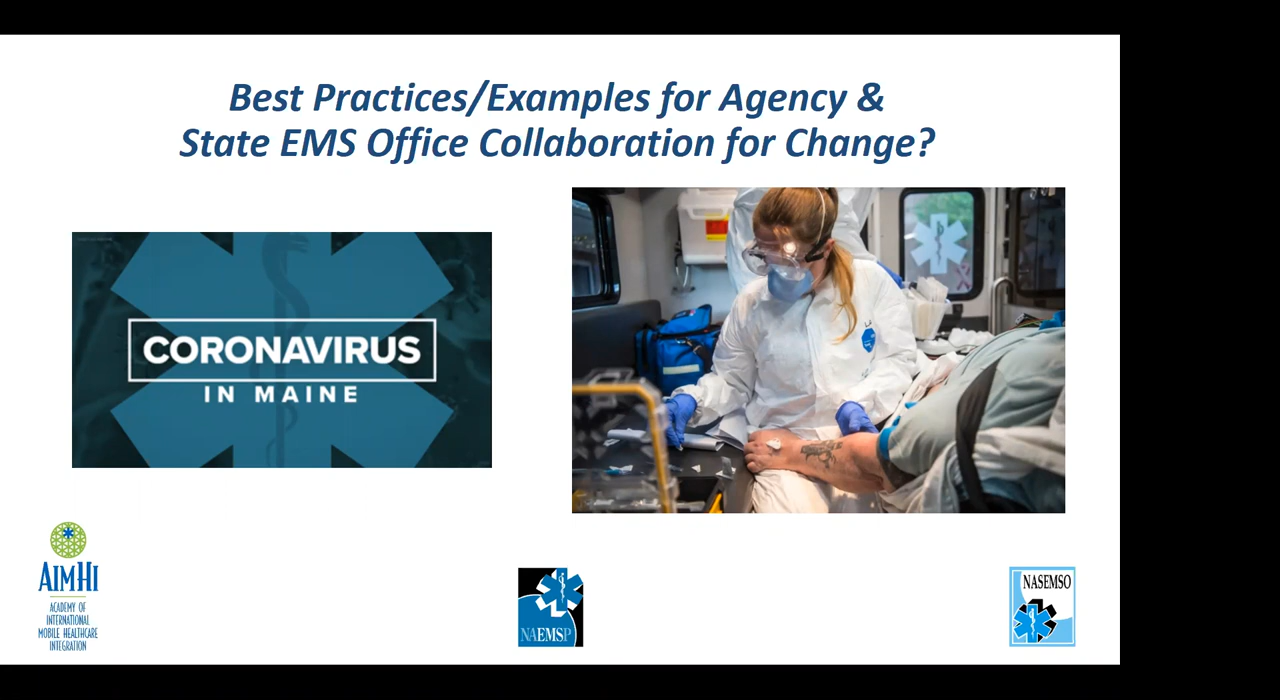 Best Practices/Examples for Agency &
State EMS Office Collaboration for Change?
CORONAVIRUS
IN MAINE
AIMHI
ACADEMY OF
INTERNATIONAL
MOBILE HEALTHCARE
INTEGRATION
NAEMSP
NASEMSO